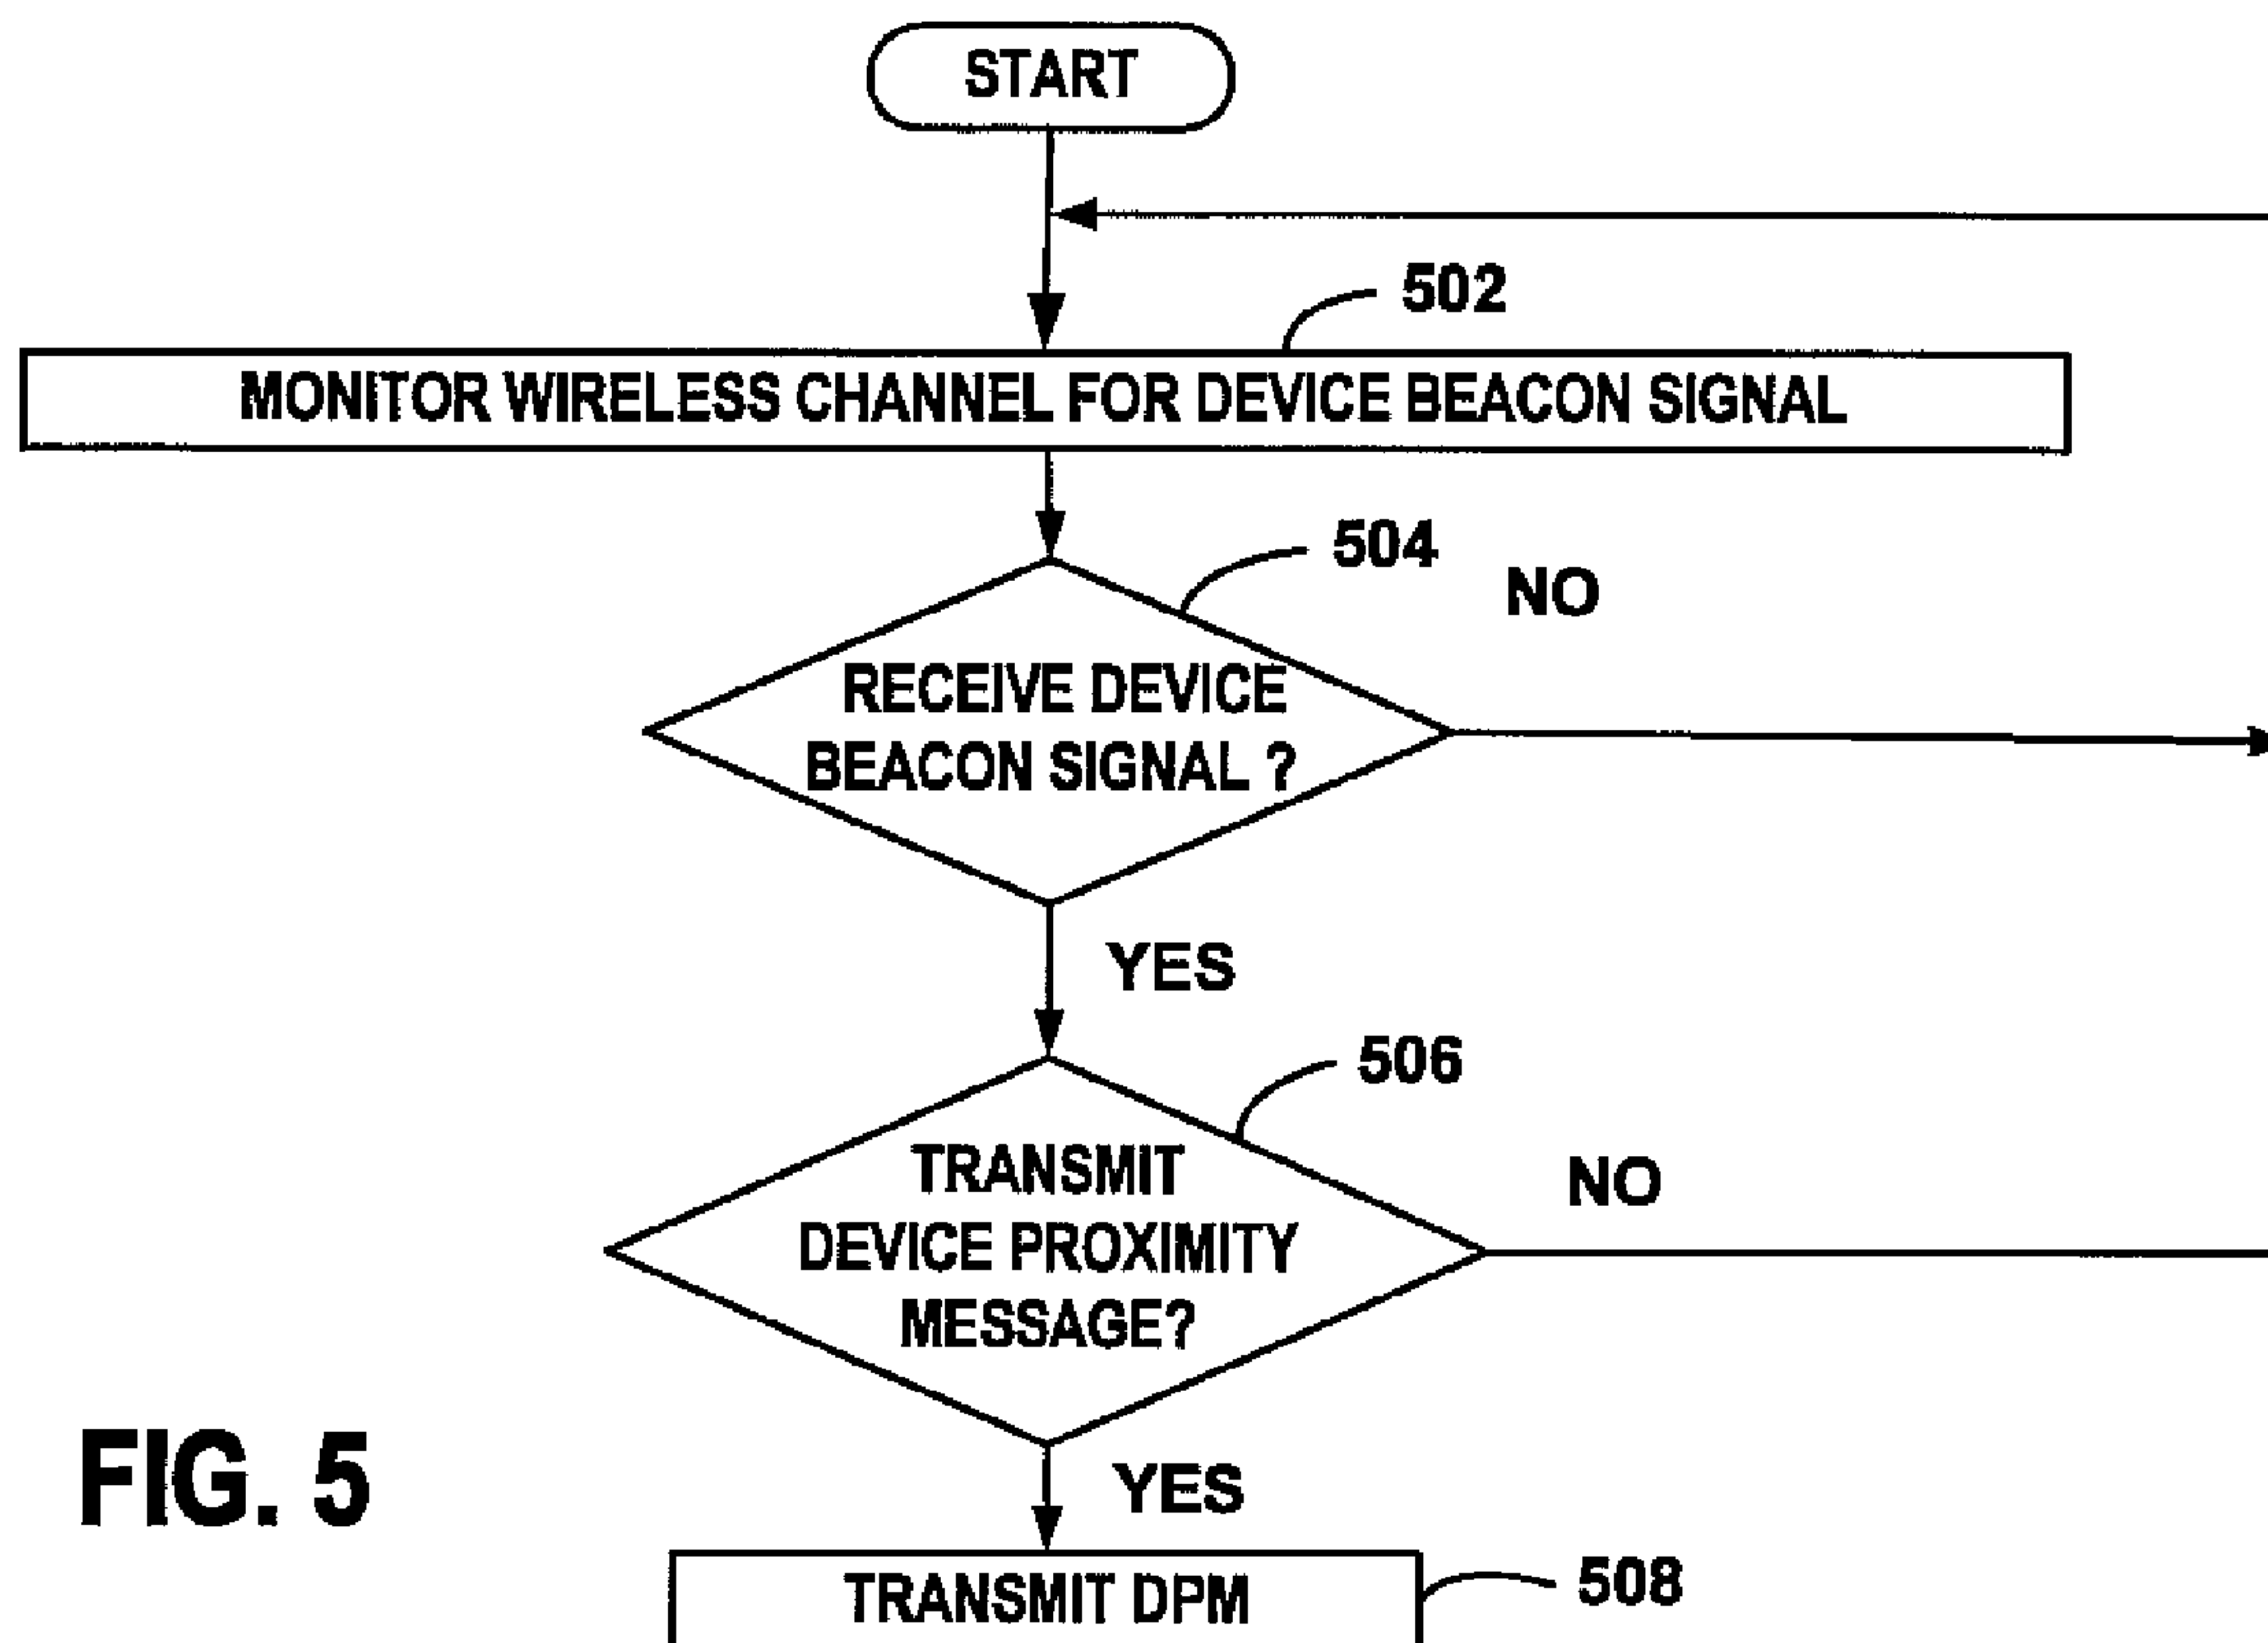 START
502
MONITOR WIRELESS CHANNEL FOR DEVICE BEACON SIGNAL
504
NO
RECEIVE DEVICE
BEACON SIGNAL ?
YES
506
NO
TRANSMIT
DEVICE PROXIMITY
MESSAGE?
YES
FIG. 5
TRANSMIT DPM
508